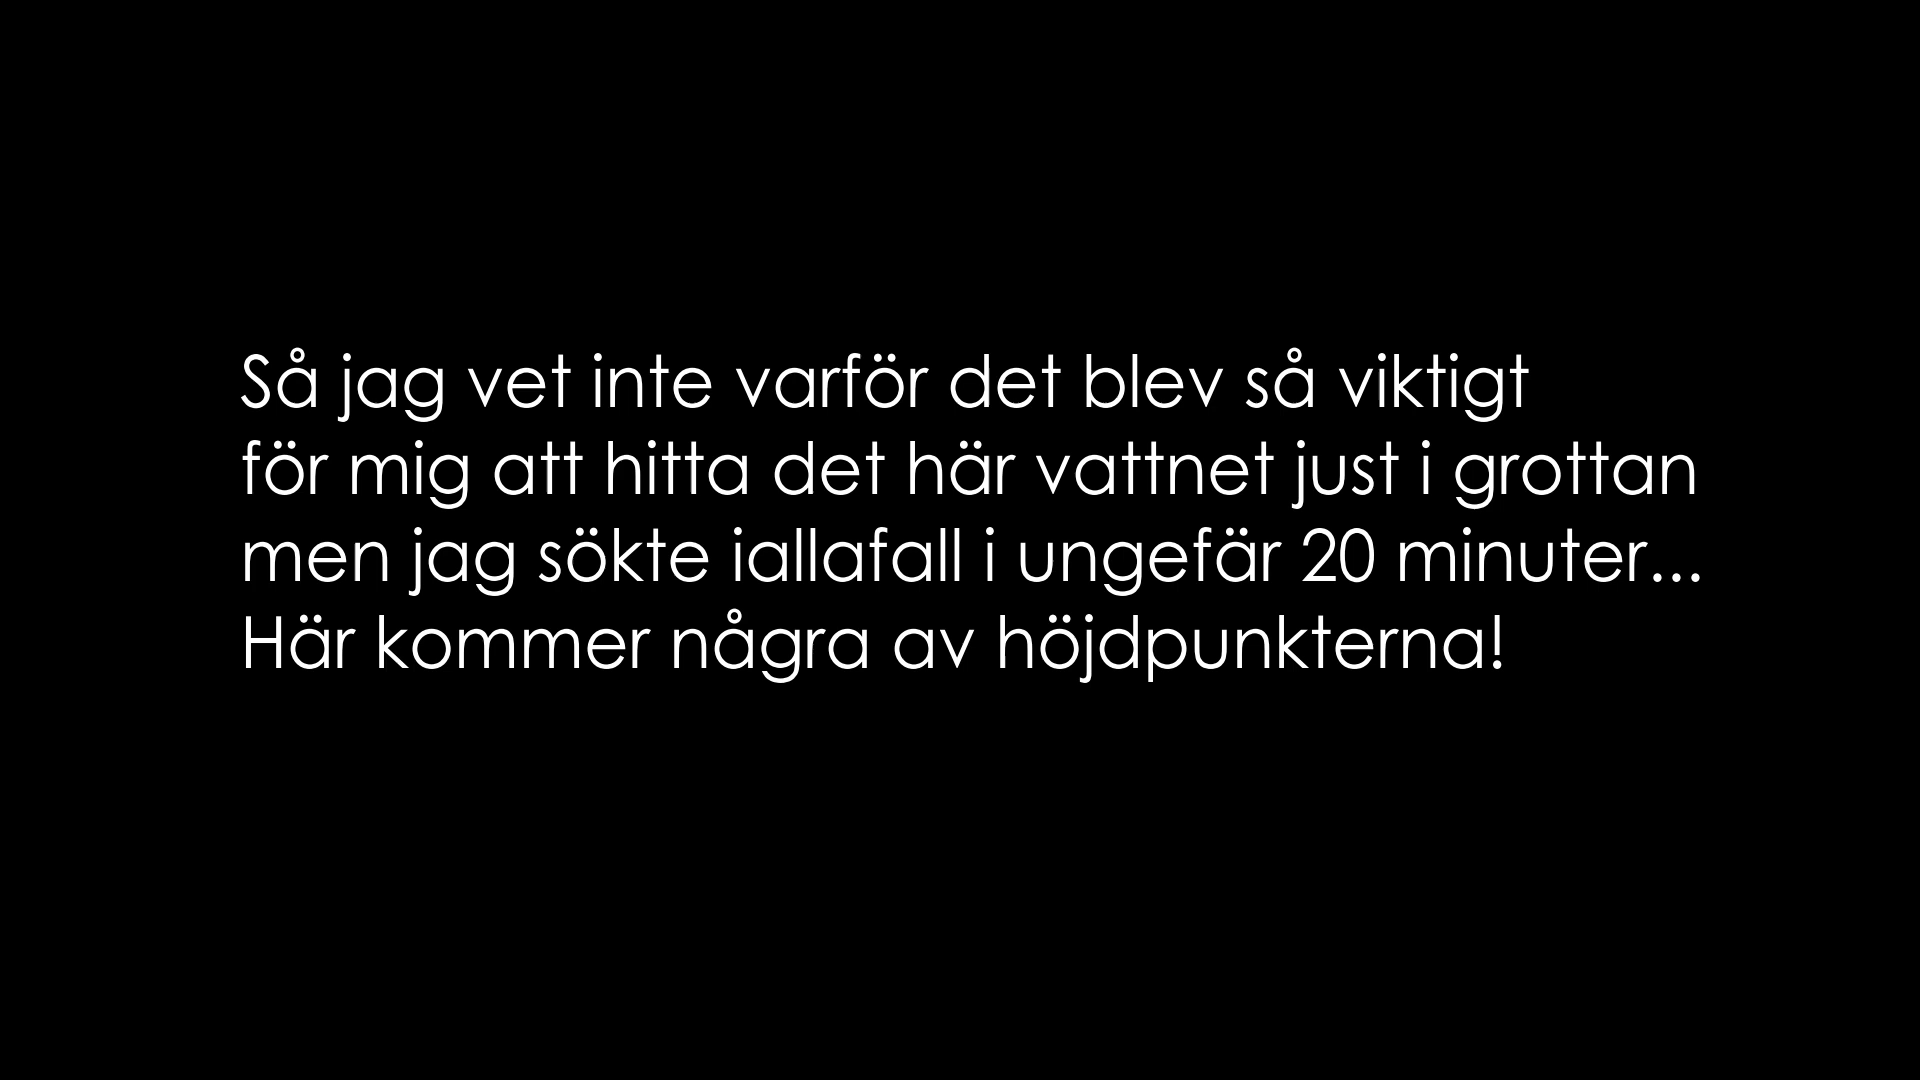 Så jag vet inte varför det blev så viktigt
för mig att hitta det här vattnet just i grottan
men jag sökte iallafall i ungefär 20 minuter...
Här kommer några av höjdpunkterna!